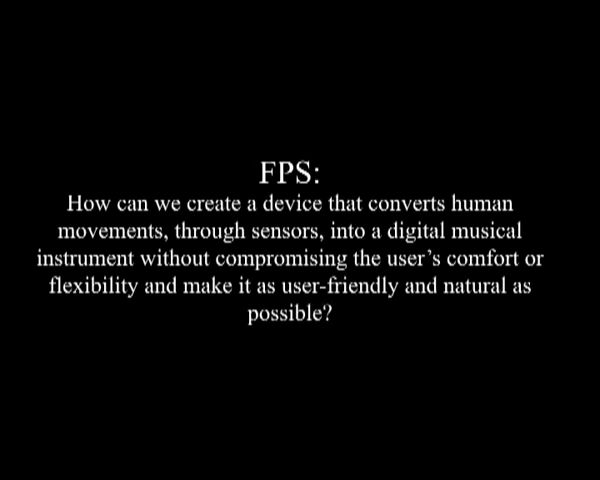 FPS:
How can we create a device that converts human
movements, through sensors, into a digital musical
instrument without compromising the user’s comfort or
flexibility and make it as user-friendly and natural as
possible?